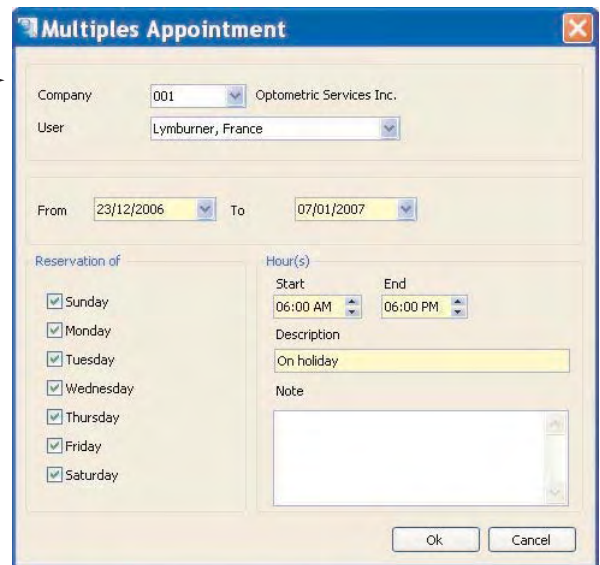 Multiples Appointment
Company 001 Optometric Services Inc.
User Lymburner, France
From 23/12/2006 To 07/01/2007
Reservation of
Sunday
Monday
Tuesday
Wednesday
Thursday
Friday
Saturday
Hour(s)
Start End
06:00 AM 06:00 PM
Description
On holiday
Note
Ok Cancel